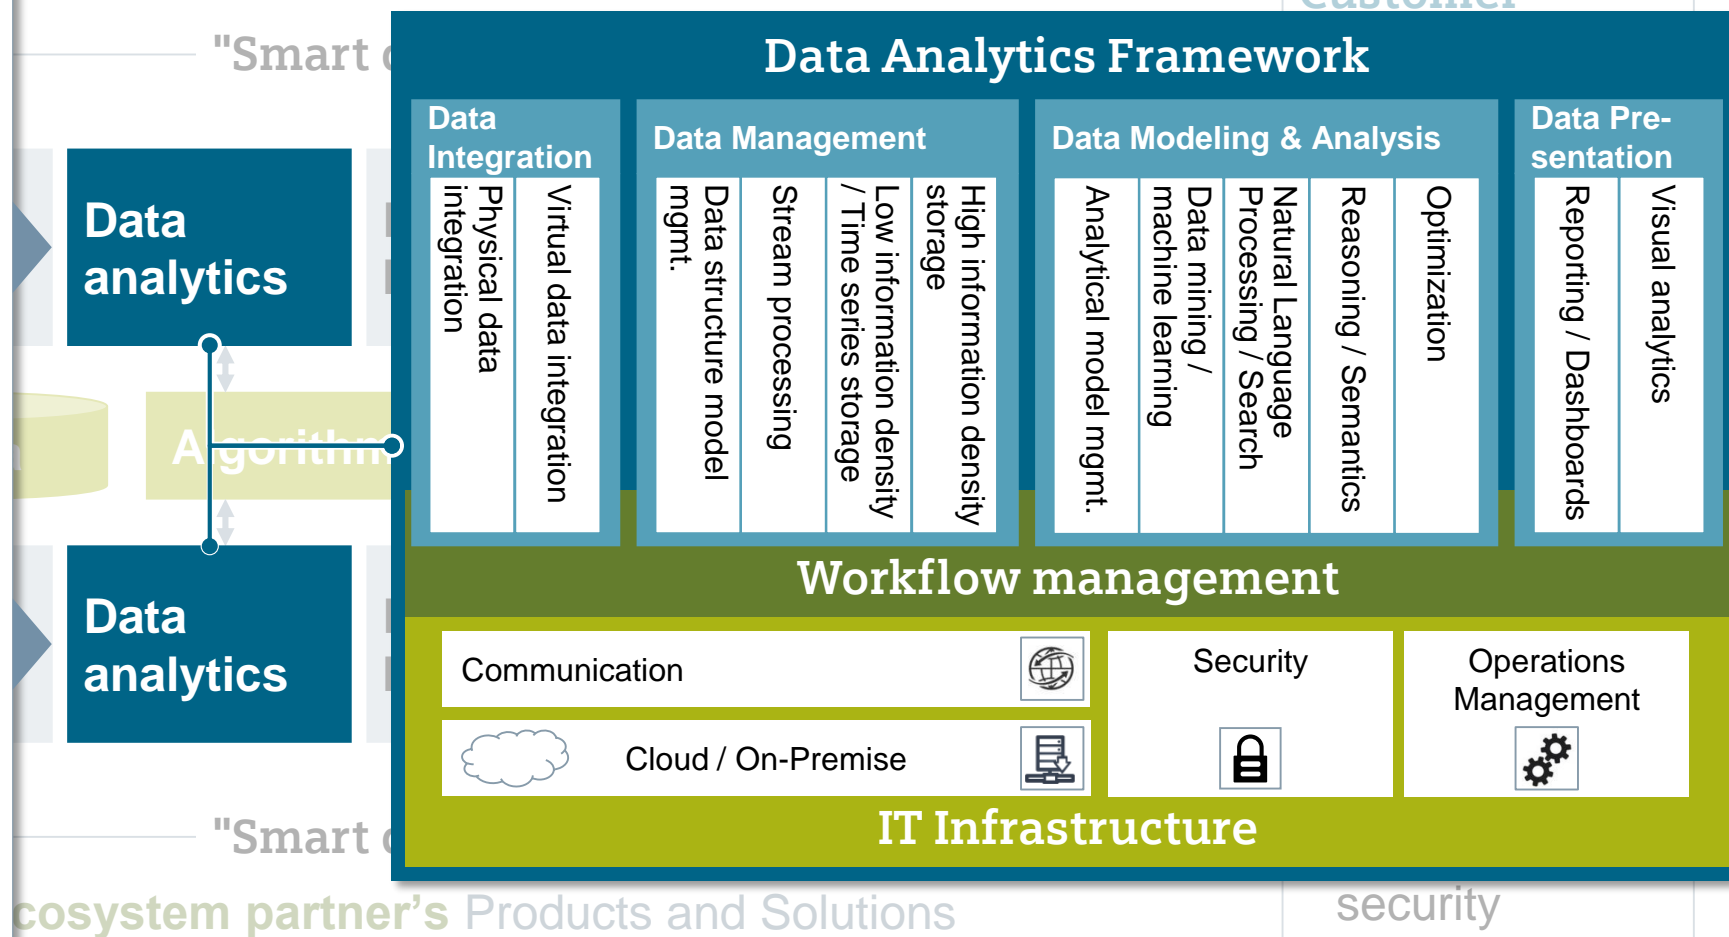 Customer
"Smart
Data Analytics Framework
Data
Integration
Physical data
integration
Virtual data integration
Data Management
Data structure model
mgmt.
Stream processing
Low information density
/ Time series storage
High information density
storage
Data Modeling & Analysis
Analytical model mgmt.
Data mining /
machine learning
Natural Language
Processing / Search
Reasoning / Semantics
Optimization
Data Pre-
sentation
Reporting / Dashboards
Visual analytics
Data
analytics
Algorithm
Workflow management
Data
analytics
Communication
Cloud / On-Premise
Security
Operations
Management
IT Infrastructure
"Smart
cosystem partner's Products and Solutions
security